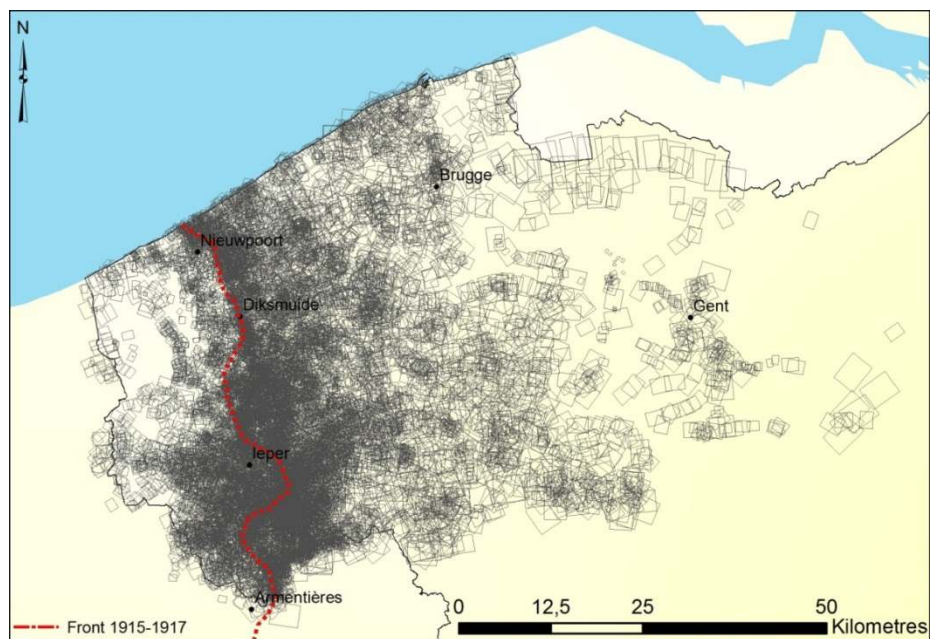 N
Brugge
Nieuwpoort
Diksmuide
Gent
Ieper
Armentières
0 12,5 25 50
Kilometres
Front 1915-1917